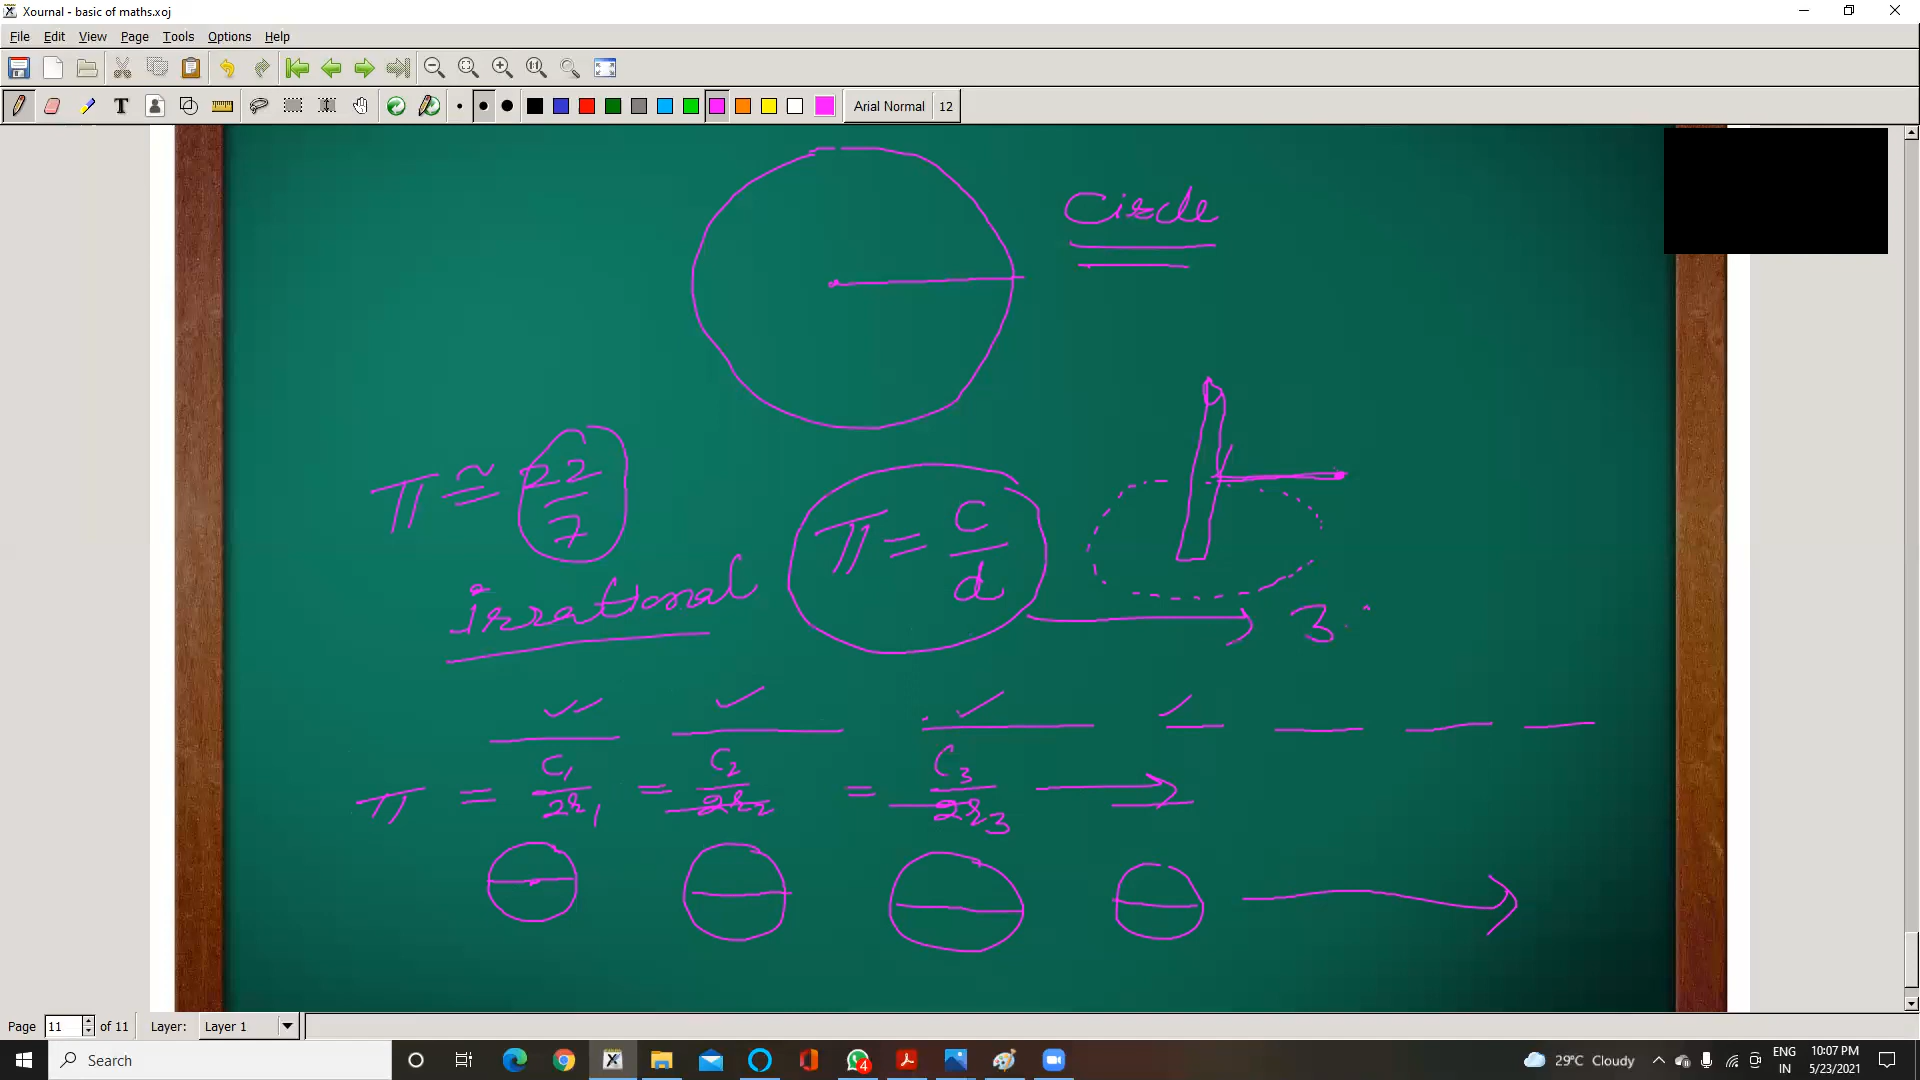 Xournal - basic of maths.xoj
File Edit View Page Tools Options Help
Arial Normal 12
Circle
π ≅ 22/7
π = C/d
irrational
3.
π = C₁/2r₁ = C₂/2r₂ = C₃/2r₃ →
Page 11 of 11 Layer: Layer 1
Search
4
29°C Cloudy
ENG
IN
10:07 PM
5/23/2021